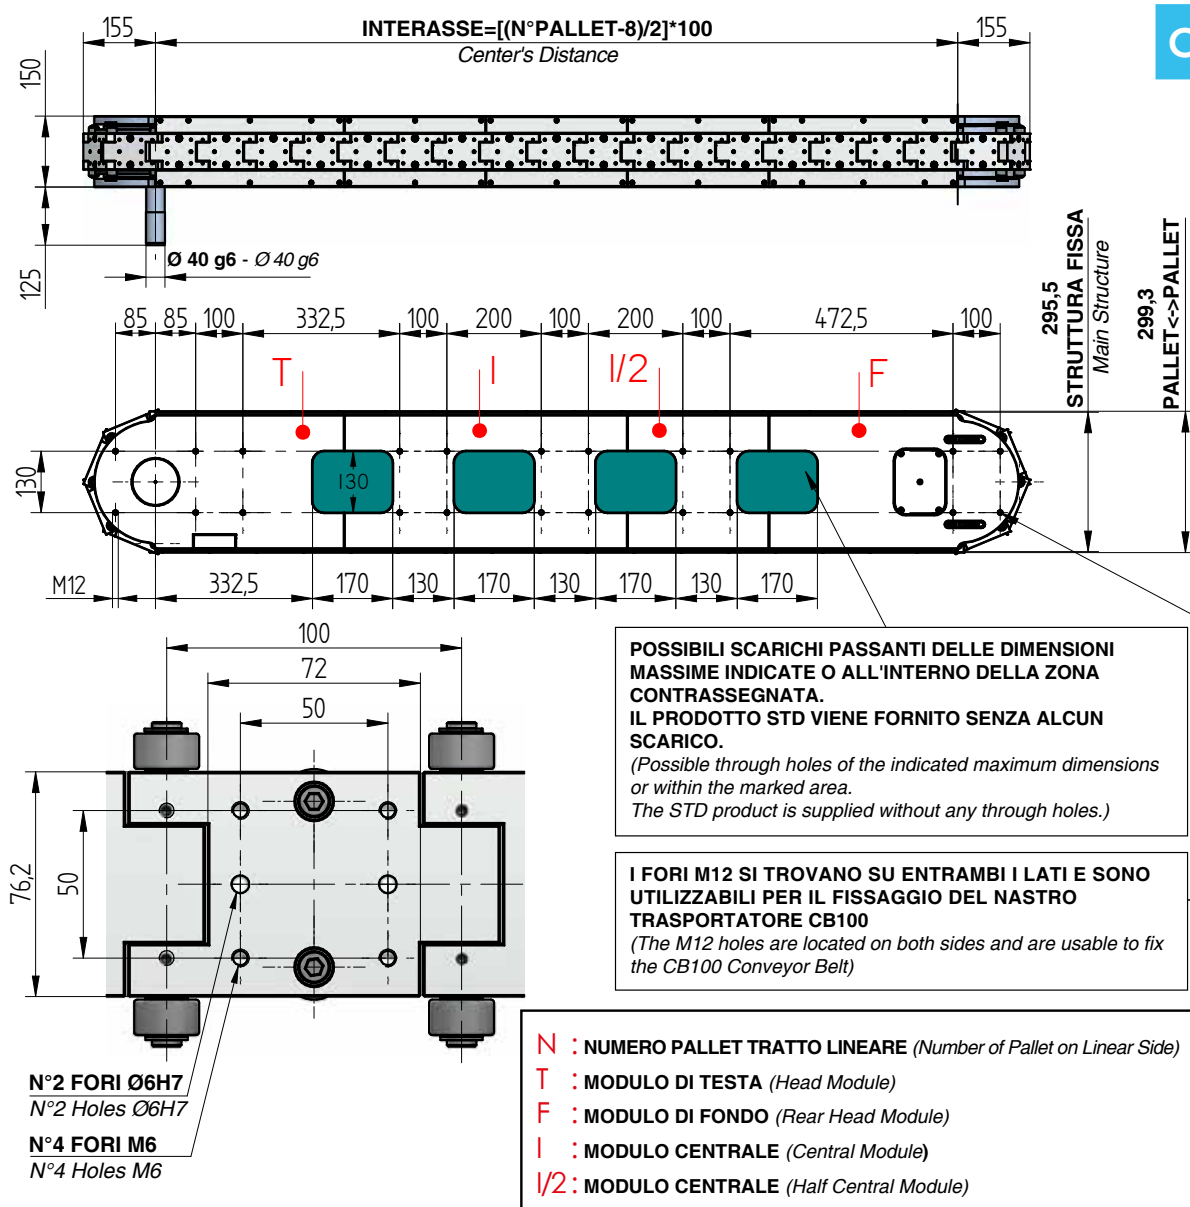 155
INTERASSE=[(N°PALLET-8)/2]*100
155
Center's Distance
150
125
Ø 40 g6 - Ø 40 g6
295,5
STRUTTURA FISSA
Main Structure
299,3
PALLET<->PALLET
85 85 100 332,5 100 200 100 200 100 472,5 100
T I I/2 F
130
130
M12 332,5 170 130 170 130 170 130 170
100
72
50
76,2
50
POSSIBILI SCARICHI PASSANTI DELLE DIMENSIONI
MASSIME INDICATE O ALL'INTERNO DELLA ZONA
CONTRASSEGNATA.
IL PRODOTTO STD VIENE FORNITO SENZA ALCUN
SCARICO.
(Possible through holes of the indicated maximum dimensions
or within the marked area.
The STD product is supplied without any through holes.)
I FORI M12 SI TROVANO SU ENTRAMBI I LATI E SONO
UTILIZZABILI PER IL FISSAGGIO DEL NASTRO
TRASPORTATORE CB100
(The M12 holes are located on both sides and are usable to fix
the CB100 Conveyor Belt)
N°2 FORI Ø6H7
N°2 Holes Ø6H7
N°4 FORI M6
N°4 Holes M6
N : NUMERO PALLET TRATTO LINEARE (Number of Pallet on Linear Side)
T : MODULO DI TESTA (Head Module)
F : MODULO DI FONDO (Rear Head Module)
I : MODULO CENTRALE (Central Module)
I/2 : MODULO CENTRALE (Half Central Module)